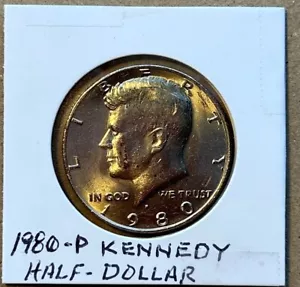 LIBERTY
IN GOD WE TRUST
1980
1980-P KENNEDY
HALF-DOLLAR